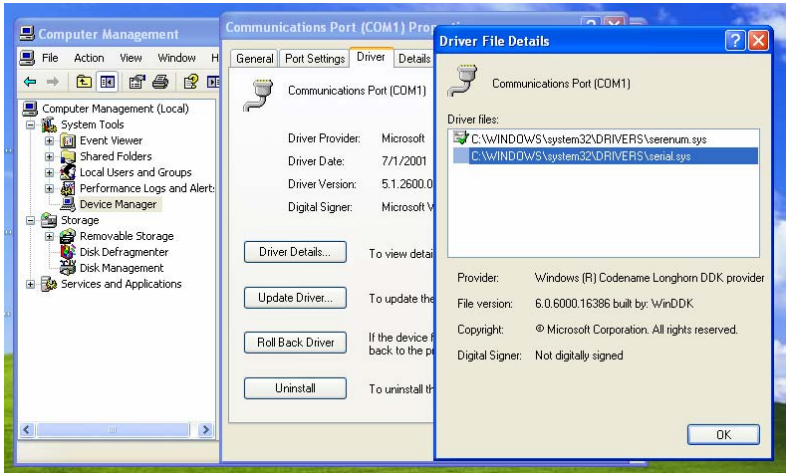 Computer Management
File Action View Window H
Computer Management (Local)
System Tools
Event Viewer
Shared Folders
Local Users and Groups
Performance Logs and Alert:
Device Manager
Storage
Removable Storage
Disk Defragmenter
Disk Management
Services and Applications
Communications Port (COM1) Properties
General Port Settings Driver Details
Communications Port (COM1)
Driver Provider: Microsoft
Driver Date: 7/1/2001
Driver Version: 5.1.2600.0
Digital Signer: Microsoft W
Driver Details... To view detai
Update Driver... To update the
Roll Back Driver If the device f
back to the pr
Uninstall To uninstall th
Driver File Details
Communications Port (COM1)
Driver files:
C:\WINDOWS\system32\DRIVERS\serenum.sys
C:\WINDOWS\system32\DRIVERS\serial.sys
Provider: Windows (R) Codename Longhorn DDK provider
File version: 6.0.6000.16386 built by: WinDDK
Copyright: © Microsoft Corporation. All rights reserved.
Digital Signer: Not digitally signed
OK